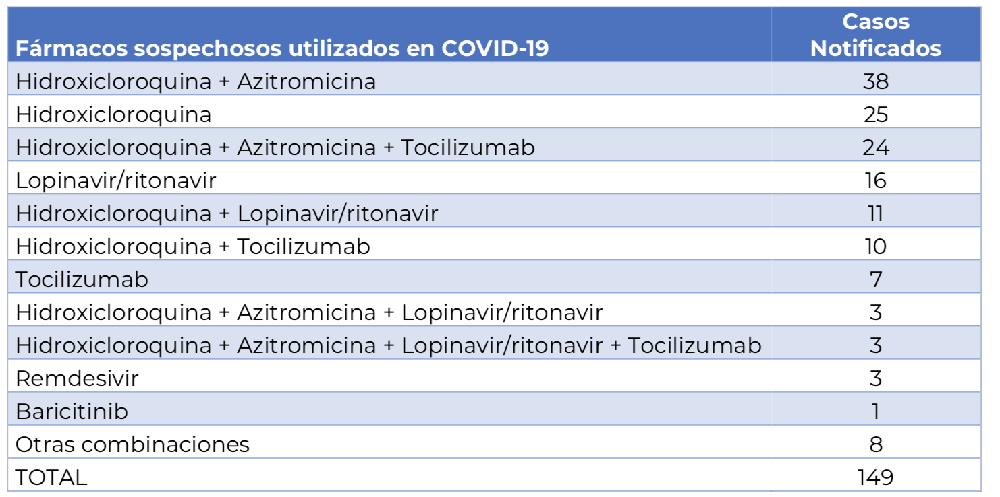 Fármacos sospechosos utilizados en COVID-19 Casos Notificados
Hidroxicloroquina + Azitromicina 38
Hidroxicloroquina 25
Hidroxicloroquina + Azitromicina + Tocilizumab 24
Lopinavir/ritonavir 16
Hidroxicloroquina + Lopinavir/ritonavir 11
Hidroxicloroquina + Tocilizumab 10
Tocilizumab 7
Hidroxicloroquina + Azitromicina + Lopinavir/ritonavir 3
Hidroxicloroquina + Azitromicina + Lopinavir/ritonavir + Tocilizumab 3
Remdesivir 3
Baricitinib 1
Otras combinaciones 8
TOTAL 149